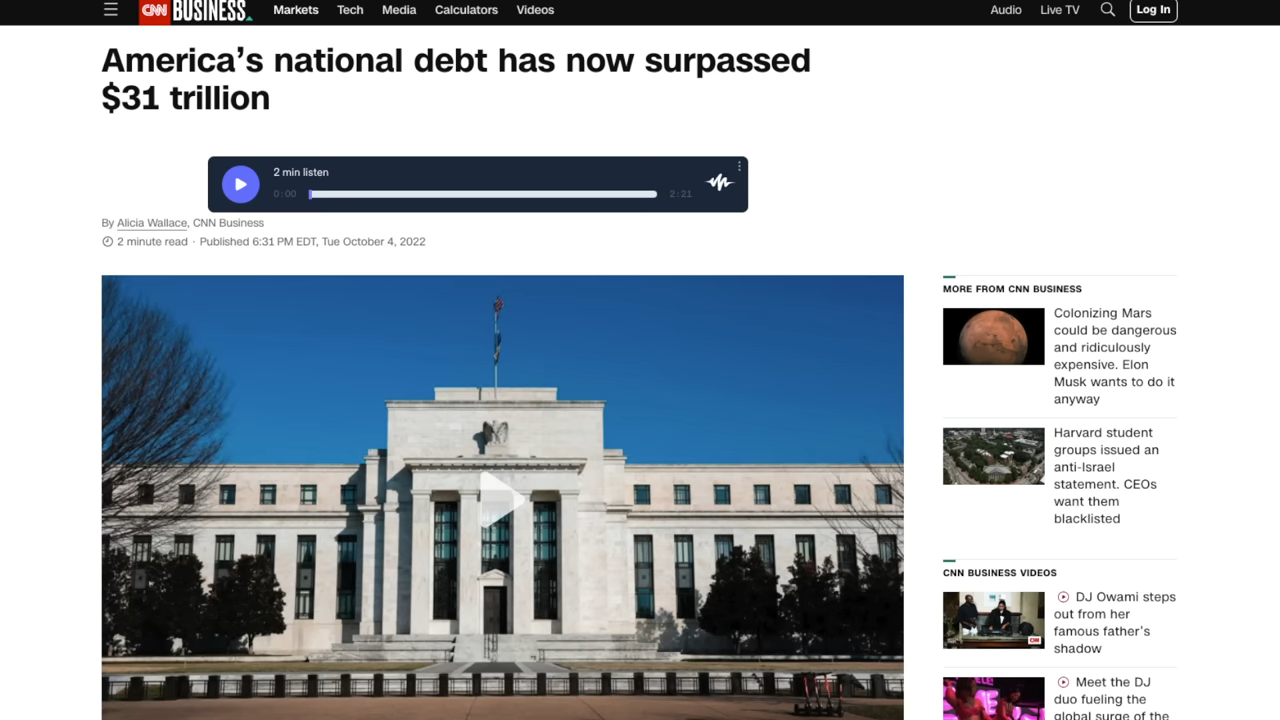 CNN BUSINESS
Markets Tech Media Calculators Videos
Audio Live TV Log In
America's national debt has now surpassed
$31 trillion
2 min listen
0:00 2:21
By Alicia Wallace, CNN Business
2 minute read · Published 6:31 PM EDT, Tue October 4, 2022
MORE FROM CNN BUSINESS
Colonizing Mars
could be dangerous
and ridiculously
expensive. Elon
Musk wants to do it
anyway
Harvard student
groups issued an
anti-Israel
statement. CEOs
want them
blacklisted
CNN BUSINESS VIDEOS
DJ Owami steps
out from her
famous father's
shadow
Meet the DJ
duo fueling the
global surge of the